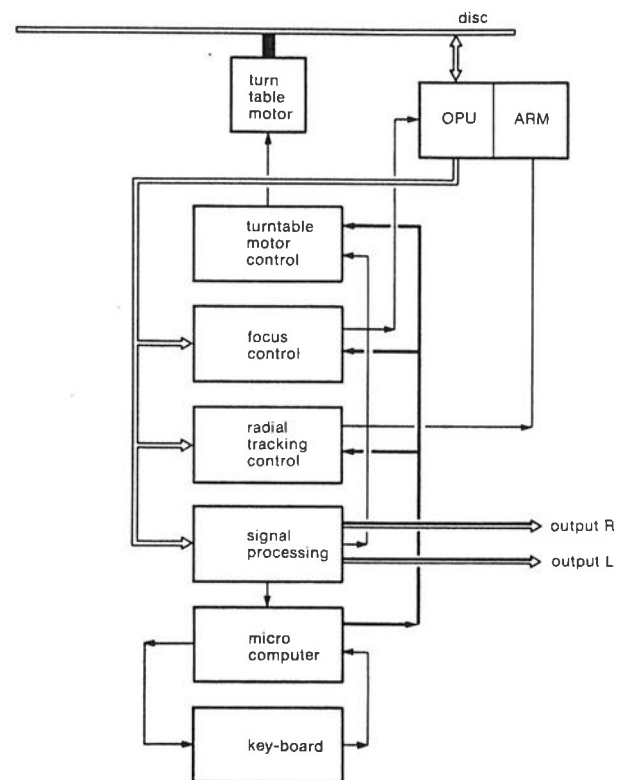 disc
turn
table
motor
OPU ARM
turntable
motor
control
focus
control
radial
tracking
control
signal
processing
output R
output L
micro
computer
key-board